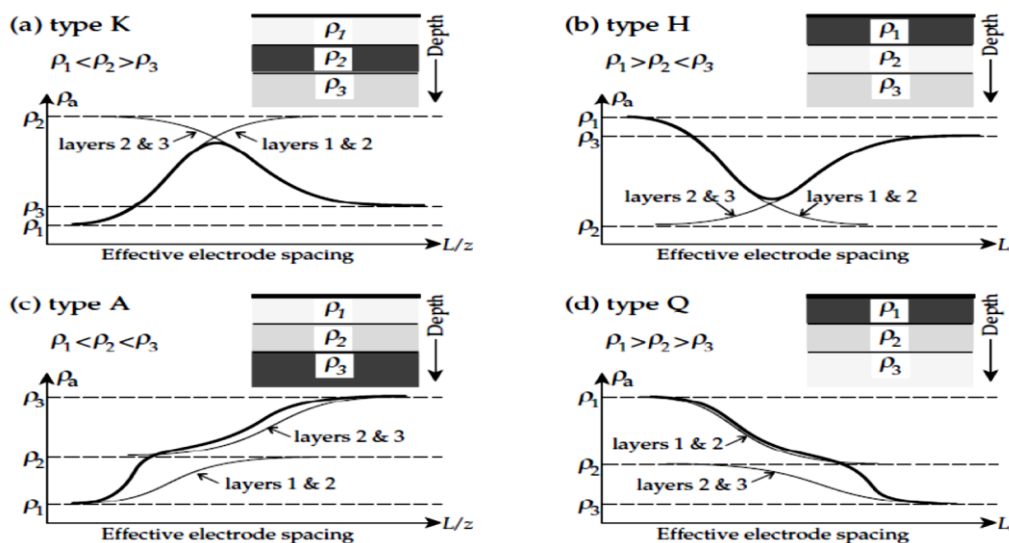 (a) type K
ρ1<ρ2>ρ3
ρ1
ρ2
ρ3
Depth
ρa
ρ2
ρ3
ρ1
layers 2 & 3
layers 1 & 2
L/z
Effective electrode spacing
(b) type H
ρ1>ρ2<ρ3
ρ1
ρ2
ρ3
Depth
ρa
ρ1
ρ3
ρ2
layers 2 & 3
layers 1 & 2
L
Effective electrode spacing
(c) type A
ρ1<ρ2<ρ3
ρ1
ρ2
ρ3
Depth
ρa
ρ3
ρ2
ρ1
layers 2 & 3
layers 1 & 2
L/z
Effective electrode spacing
(d) type Q
ρ1>ρ2>ρ3
ρ1
ρ2
ρ3
Depth
ρa
ρ1
ρ2
ρ3
layers 1 & 2
layers 2 & 3
L
Effective electrode spacing